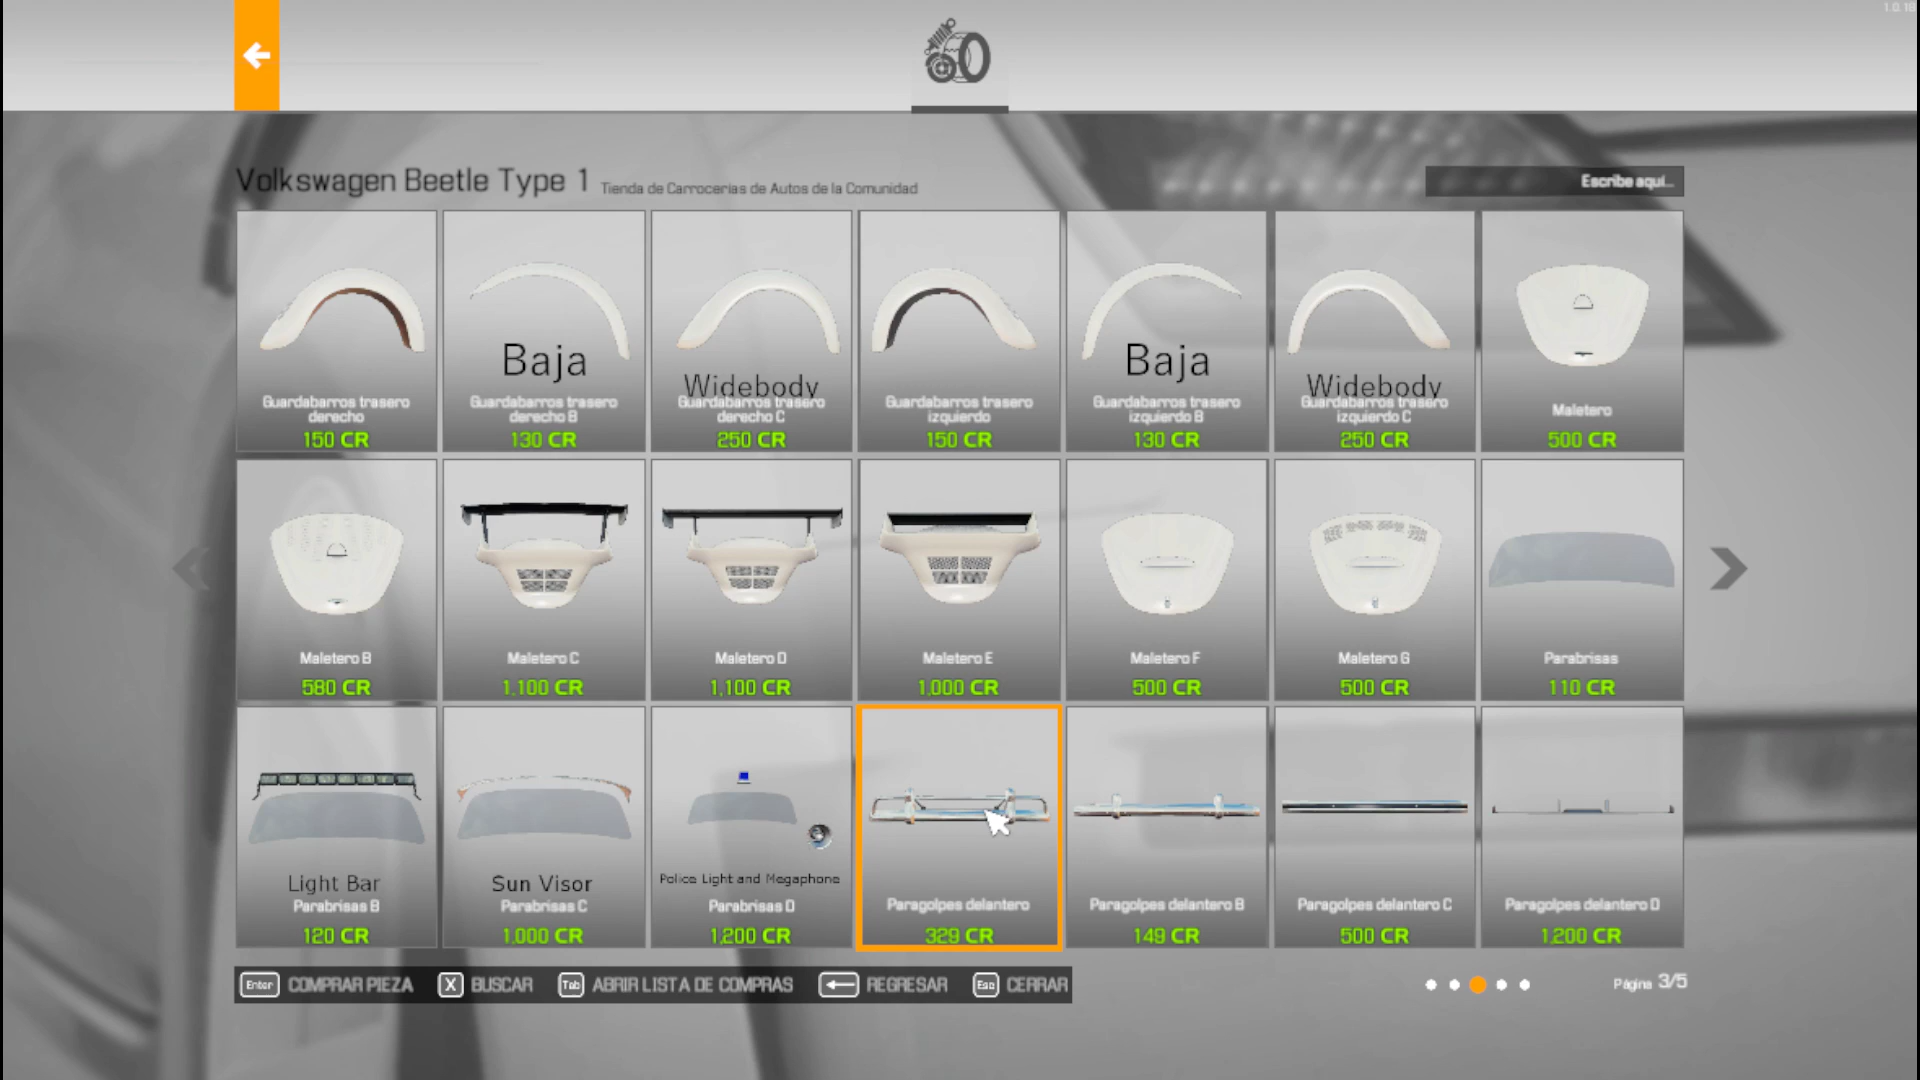 1.0.18
Volkswagen Beetle Type 1 Tienda de Carrocerias de Autos de la Comunidad
Escribe aquí...
Guardabarros trasero
derecho
150 CR
Baja
Guardabarros trasero
derecho B
130 CR
Widebody
Guardabarros trasero
derecho C
250 CR
Guardabarros trasero
izquierdo
150 CR
Baja
Guardabarros trasero
izquierdo B
130 CR
Widebody
Guardabarros trasero
izquierdo C
250 CR
Maletero
500 CR
Maletero B
580 CR
Maletero C
1,100 CR
Maletero D
1,100 CR
Maletero E
1,000 CR
Maletero F
500 CR
Maletero G
500 CR
Parabrisas
110 CR
Light Bar
Parabrisas B
120 CR
Sun Visor
Parabrisas C
1,000 CR
Police Light and Megaphone
Parabrisas D
1,200 CR
Paragolpes delantero
329 CR
Paragolpes delantero B
149 CR
Paragolpes delantero C
500 CR
Paragolpes delantero D
1,200 CR
Enter COMPRAR PIEZA X BUSCAR Tab ABRIR LISTA DE COMPRAS REGRESAR Esc CERRAR
Página 3/5